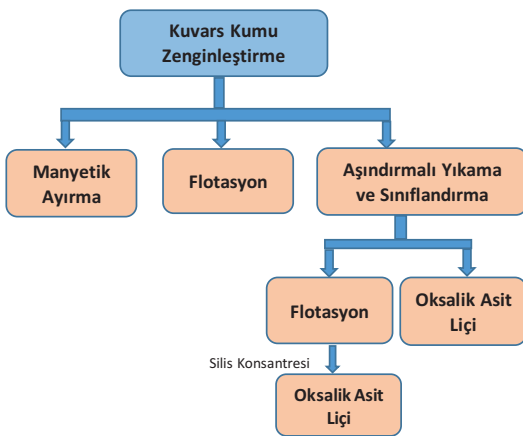 Kuvars Kumu
Zenginleştirme
Manyetik
Ayırma
Flotasyon
Aşındırmalı Yıkama
ve Sınıflandırma
Flotasyon
Oksalik Asit
Liçi
Silis Konsantresi
Oksalik Asit
Liçi